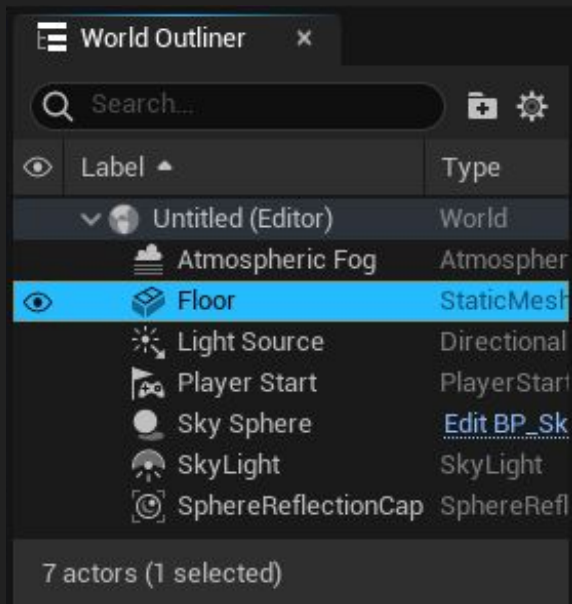 World Outliner
Search...
Label Type
Untitled (Editor) World
Atmospheric Fog Atmospher
Floor StaticMesh
Light Source Directional
Player Start PlayerStart
Sky Sphere Edit BP_Sk
SkyLight SkyLight
SphereReflectionCap SphereRefl
7 actors (1 selected)